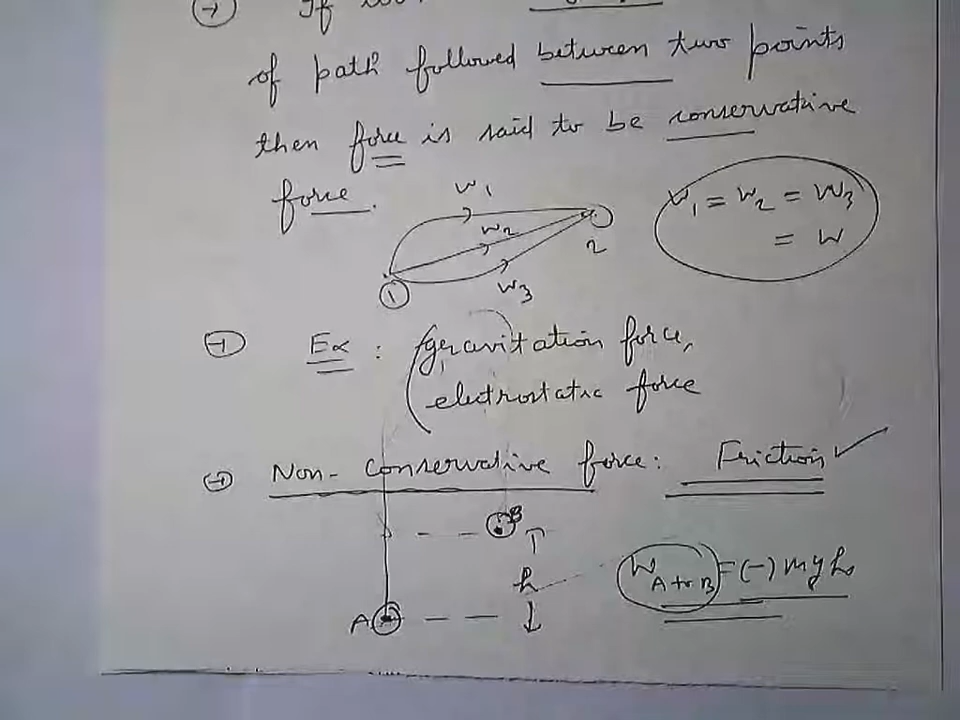 → If
of path followed between two points
then force is said to be conservative
force.
W1
W2
W3
1
2
W1 = W2 = W3
= W
→ Ex : gravitation force,
electrostatic force
→ Non-conservative force: Friction ✓
B
h
A
W A to B = (-) mgh